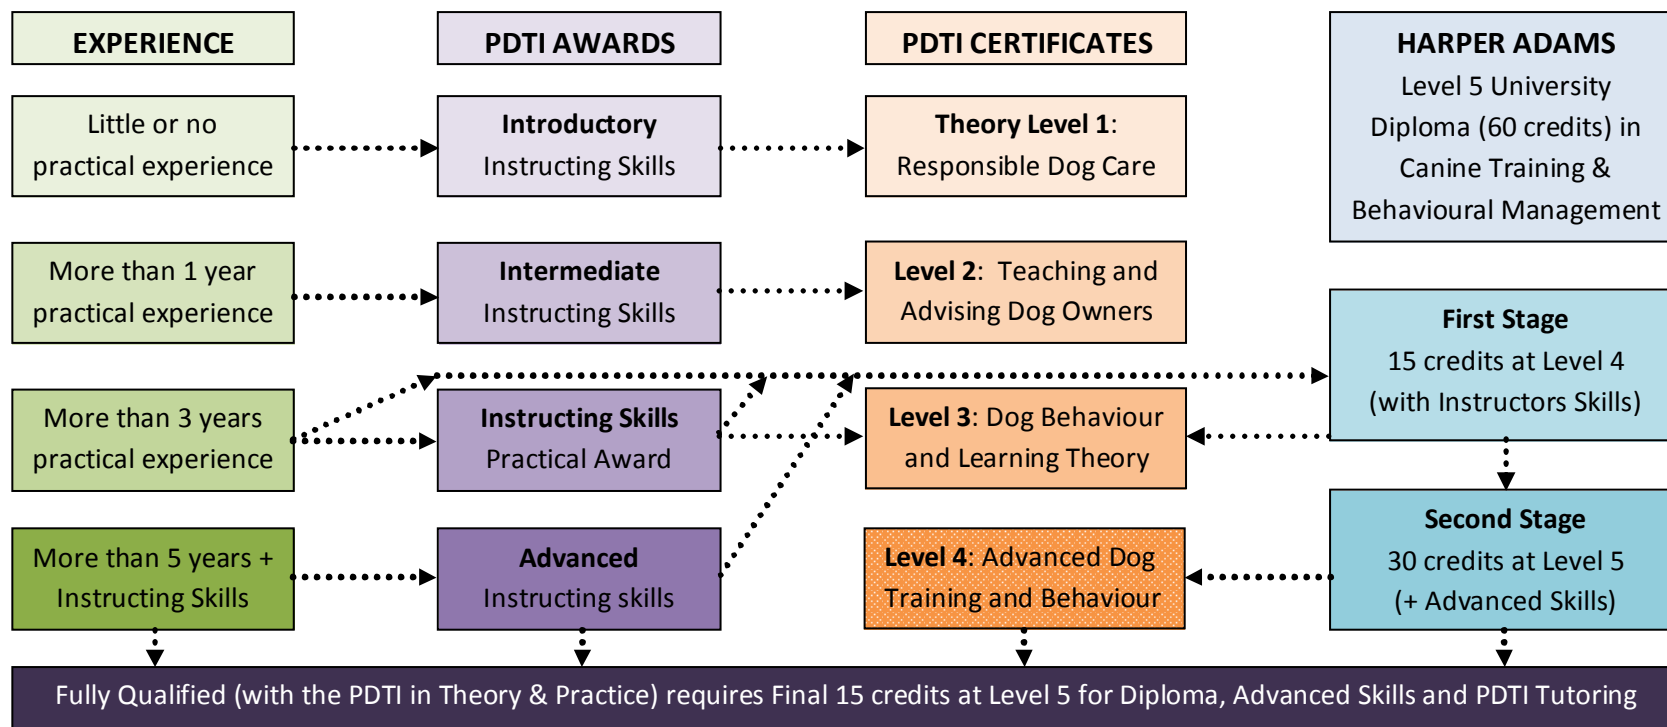 EXPERIENCE
PDTI AWARDS
PDTI CERTIFICATES
HARPER ADAMS
Level 5 University
Diploma (60 credits) in
Canine Training &
Behavioural Management
Little or no
practical experience
Introductory
Instructing Skills
Theory Level 1:
Responsible Dog Care
More than 1 year
practical experience
Intermediate
Instructing Skills
Level 2: Teaching and
Advising Dog Owners
First Stage
15 credits at Level 4
(with Instructors Skills)
More than 3 years
practical experience
Instructing Skills
Practical Award
Level 3: Dog Behaviour
and Learning Theory
Second Stage
30 credits at Level 5
(+ Advanced Skills)
More than 5 years +
Instructing Skills
Advanced
Instructing skills
Level 4: Advanced Dog
Training and Behaviour
Fully Qualified (with the PDTI in Theory & Practice) requires Final 15 credits at Level 5 for Diploma, Advanced Skills and PDTI Tutoring